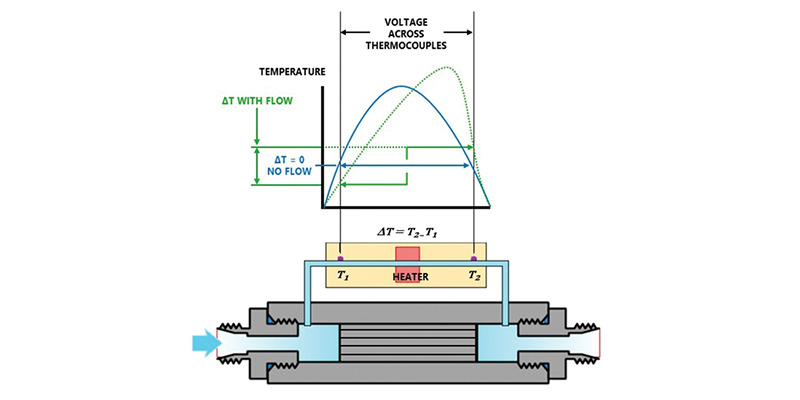 VOLTAGE
ACROSS
THERMOCOUPLES
TEMPERATURE
ΔT WITH FLOW
ΔT = 0
NO FLOW
ΔT = T₂₋T₁
T₁
HEATER
T₂